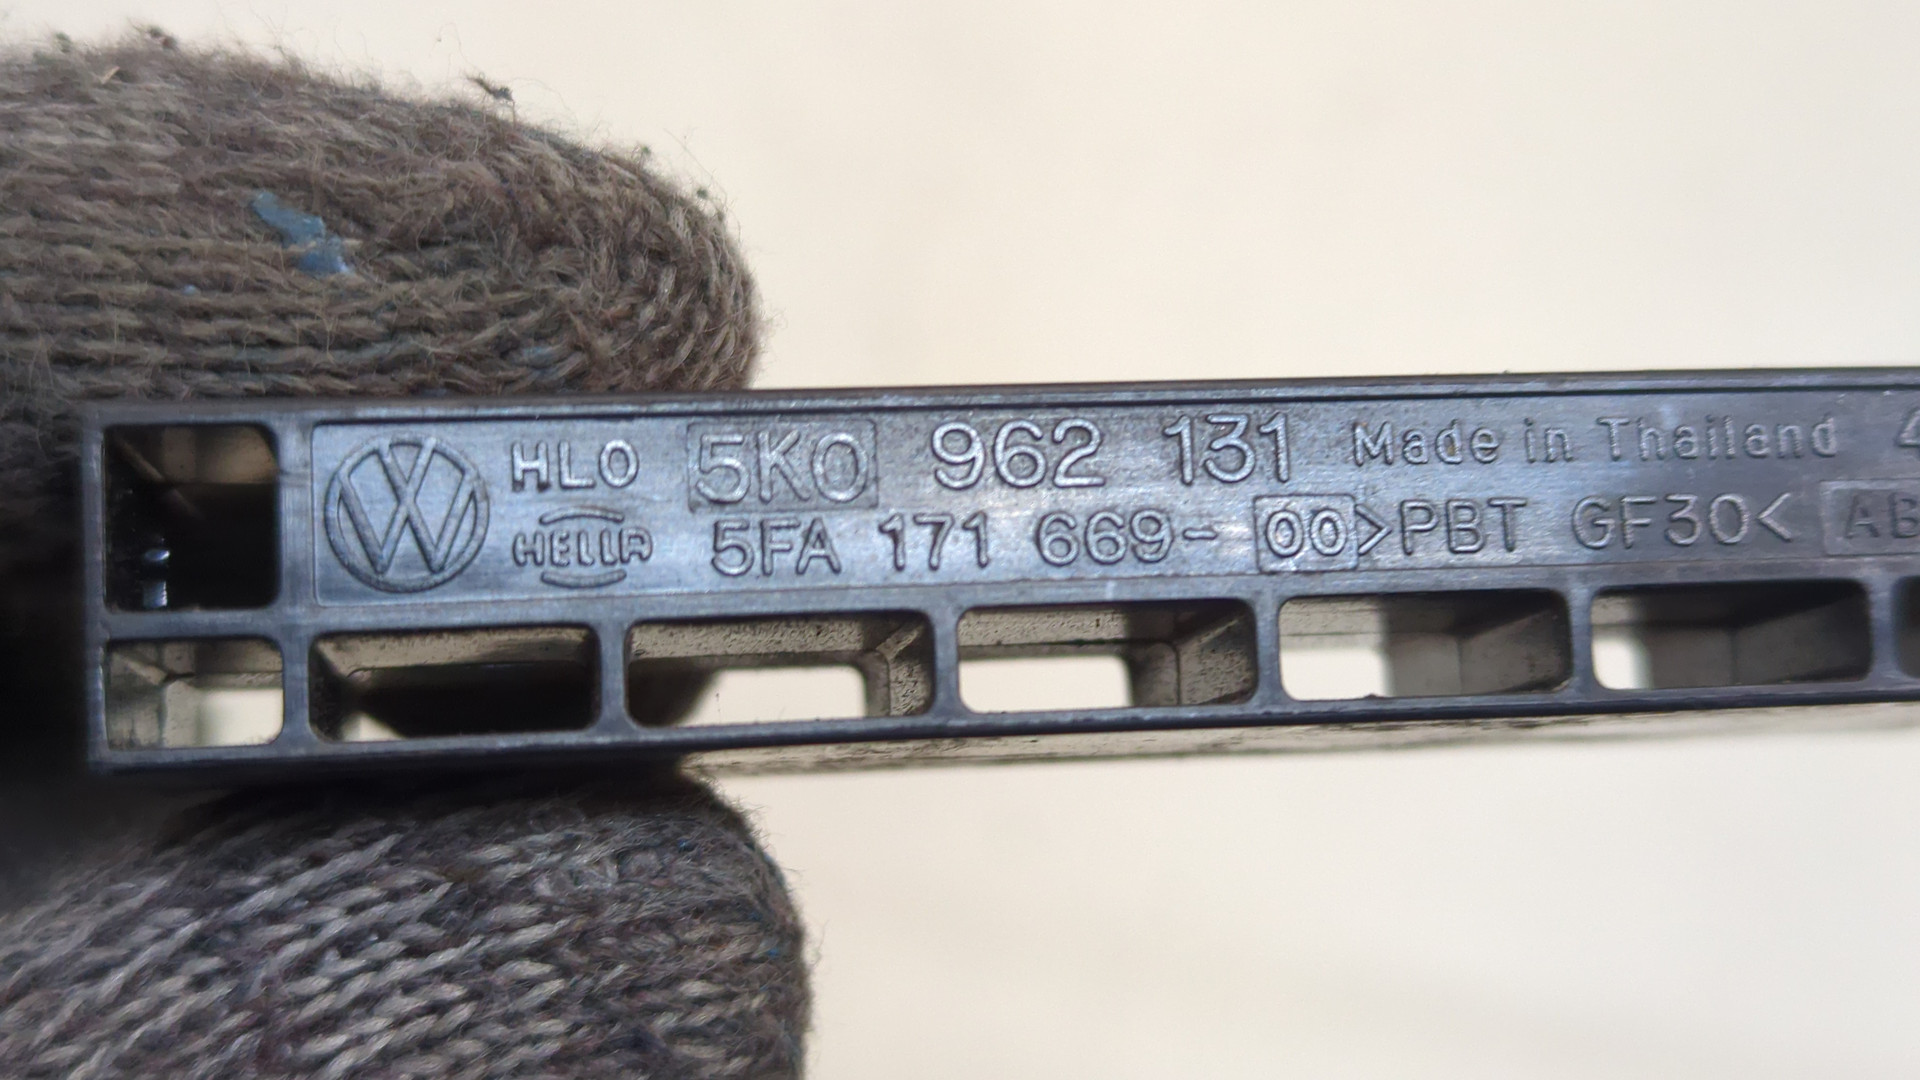 HLO 5K0 962 131 Made in Thailand
HELLA 5FA 171 669- 00 >PBT GF30<